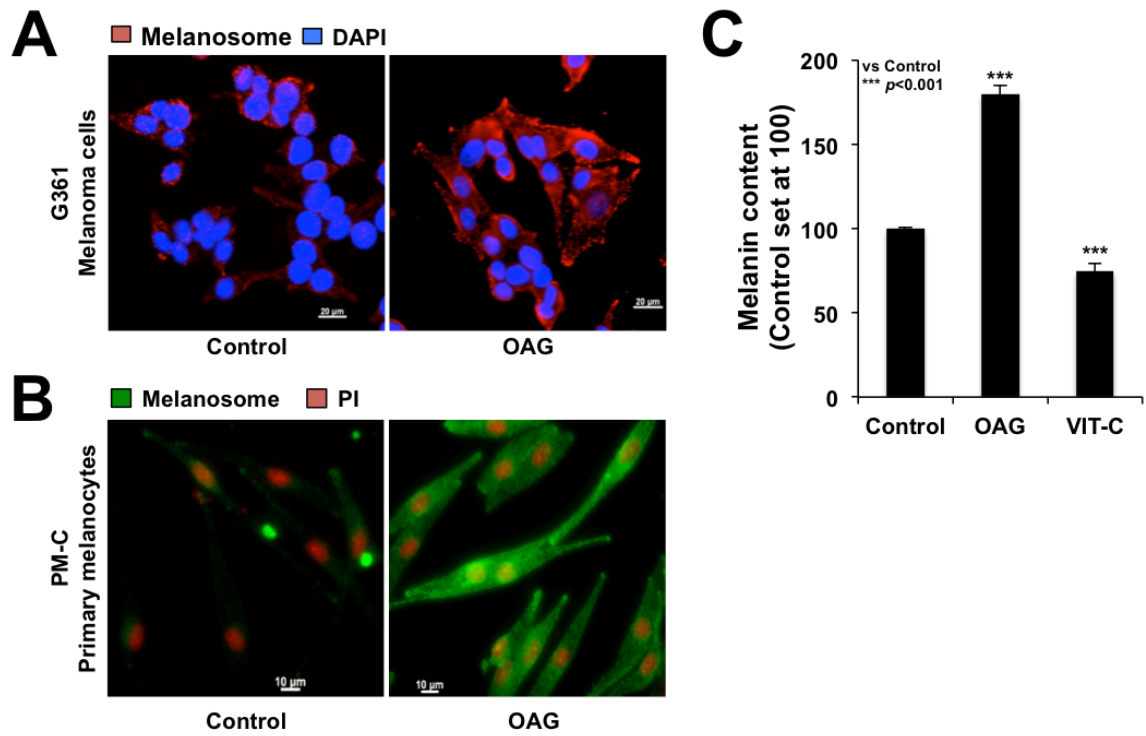 A
Melanosome DAPI
G361
Melanoma cells
20 µm
20 µm
Control
OAG
B
Melanosome PI
PM-C
Primary melanocytes
10 µm
10 µm
Control
OAG
C
vs Control
*** p<0.001
Melanin content
(Control set at 100)
200
150
100
50
0
***
***
Control
OAG
VIT-C